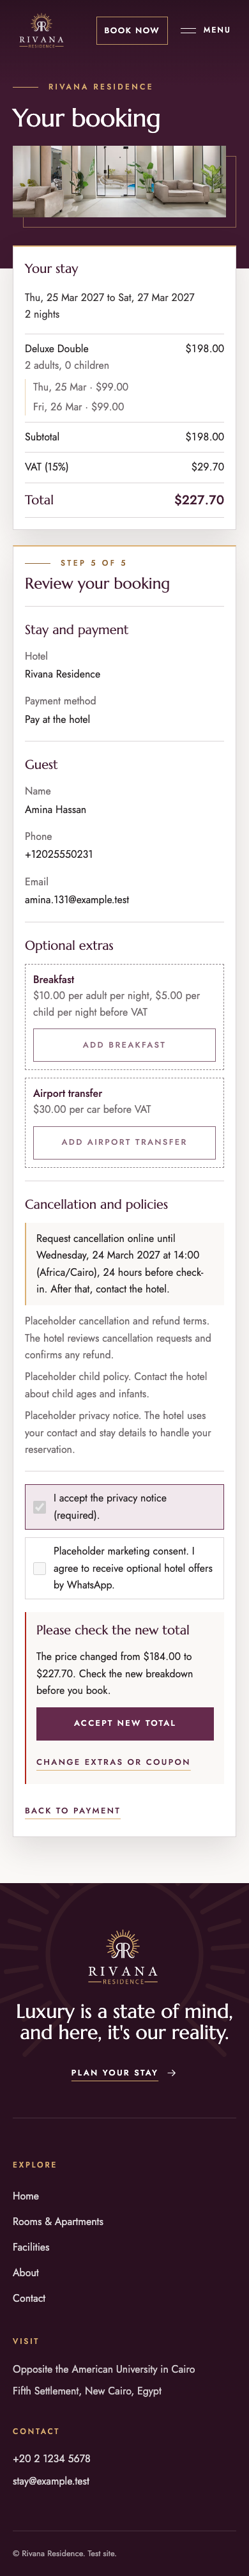 RIVANA
RESIDENCE
BOOK NOW
MENU
RIVANA RESIDENCE
Your booking
Your stay
Thu, 25 Mar 2027 to Sat, 27 Mar 2027
2 nights
Deluxe Double $198.00
2 adults, 0 children
Thu, 25 Mar · $99.00
Fri, 26 Mar · $99.00
Subtotal $198.00
VAT (15%) $29.70
Total $227.70
STEP 5 OF 5
Review your booking
Stay and payment
Hotel
Rivana Residence
Payment method
Pay at the hotel
Guest
Name
Amina Hassan
Phone
+12025550231
Email
amina.131@example.test
Optional extras
Breakfast
$10.00 per adult per night, $5.00 per
child per night before VAT
ADD BREAKFAST
Airport transfer
$30.00 per car before VAT
ADD AIRPORT TRANSFER
Cancellation and policies
Request cancellation online until
Wednesday, 24 March 2027 at 14:00
(Africa/Cairo), 24 hours before check-
in. After that, contact the hotel.
Placeholder cancellation and refund terms.
The hotel reviews cancellation requests and
confirms any refund.
Placeholder child policy. Contact the hotel
about child ages and infants.
Placeholder privacy notice. The hotel uses
your contact and stay details to handle your
reservation.
I accept the privacy notice
(required).
Placeholder marketing consent. I
agree to receive optional hotel offers
by WhatsApp.
Please check the new total
The price changed from $184.00 to
$227.70. Check the new breakdown
before you book.
ACCEPT NEW TOTAL
CHANGE EXTRAS OR COUPON
BACK TO PAYMENT
RIVANA
RESIDENCE
Luxury is a state of mind,
and here, it's our reality.
PLAN YOUR STAY →
EXPLORE
Home
Rooms & Apartments
Facilities
About
Contact
VISIT
Opposite the American University in Cairo
Fifth Settlement, New Cairo, Egypt
CONTACT
+20 2 1234 5678
stay@example.test
© Rivana Residence. Test site.